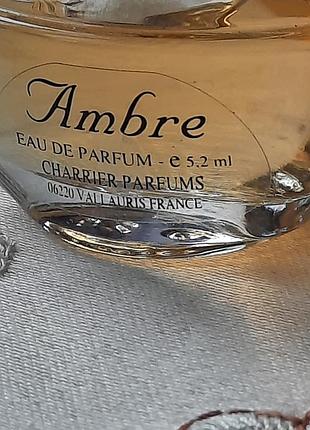 Ambre
EAU DE PARFUM - e 5.2 ml
CHARRIER PARFUMS
06220 VALLAURIS FRANCE